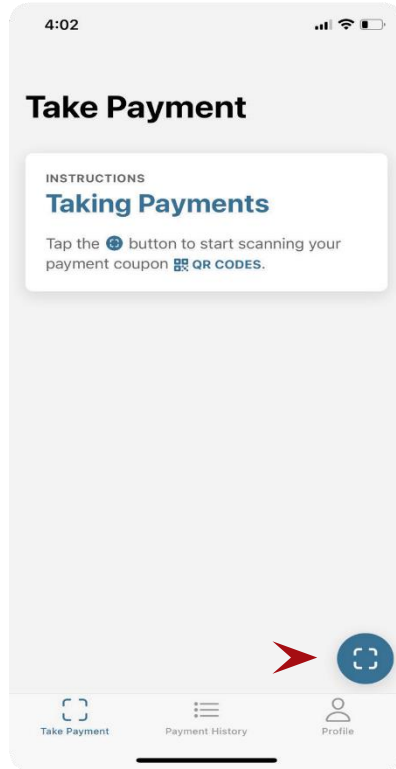 4:02
Take Payment
INSTRUCTIONS
Taking Payments
Tap the button to start scanning your
payment coupon QR CODES.
Take Payment
Payment History
Profile